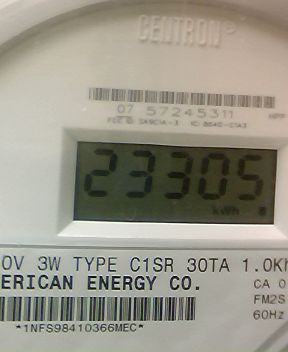 CENTRON®
07 57245311
23305
kWh
0V 3W TYPE C1SR 30TA 1.0Kh
ERICAN ENERGY CO.
CA 0
FM2S
60Hz
*1NFS98410366MEC*